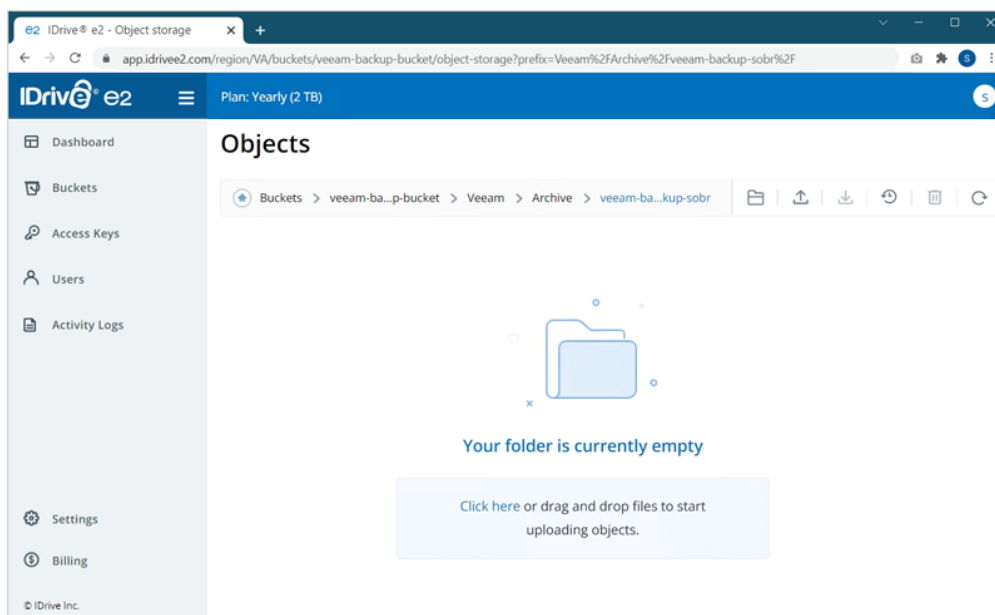 e2 IDrive® e2 - Object storage
app.idrivee2.com/region/VA/buckets/veeam-backup-bucket/object-storage?prefix=Veeam%2FArchive%2Fveeam-backup-sobr%2F
S
IDrive® e2
Plan: Yearly (2 TB)
S
Dashboard
Buckets
Access Keys
Users
Activity Logs
Settings
Billing
© IDrive Inc.
Objects
Buckets > veeam-ba...p-bucket > Veeam > Archive > veeam-ba...kup-sobr
Your folder is currently empty
Click here or drag and drop files to start
uploading objects.